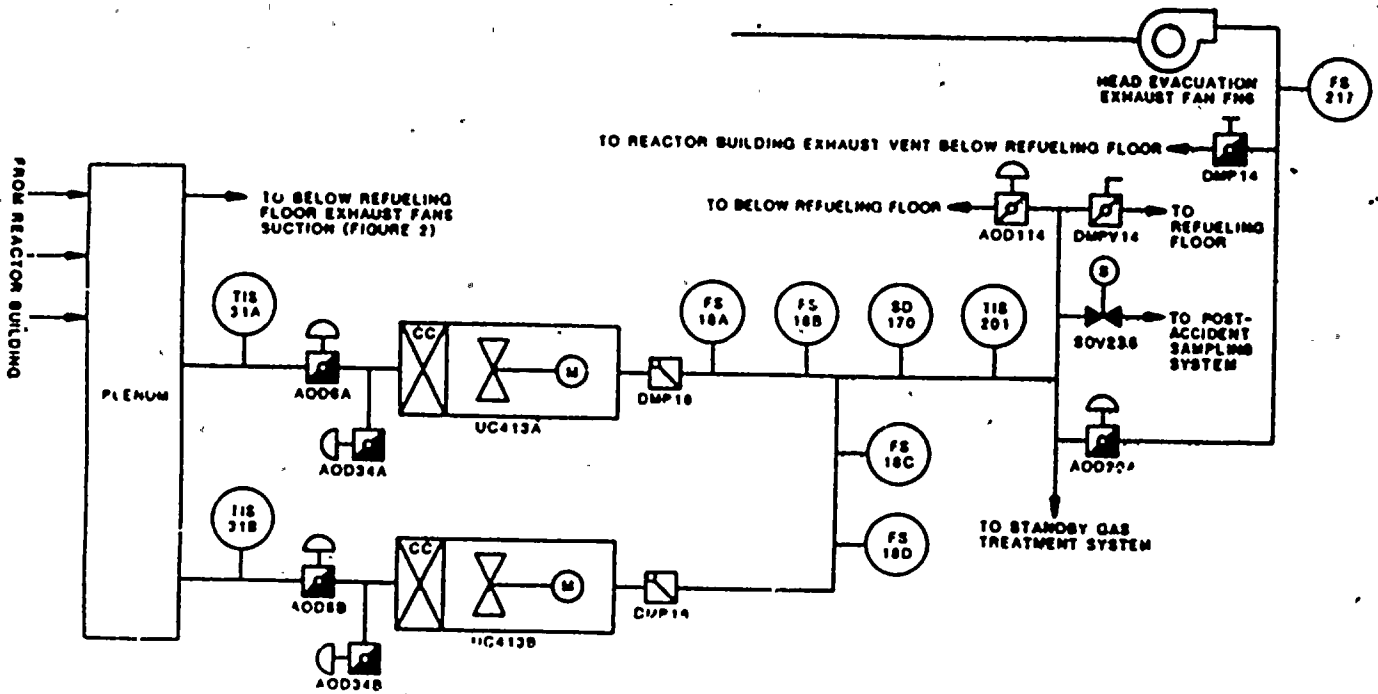 HEAD EVACUATION
EXHAUST FAN FN6
FS
217
TO REACTOR BUILDING EXHAUST VENT BELOW REFUELING FLOOR
DMP14
FROM REACTOR BUILDING
TO BELOW REFUELING
FLOOR EXHAUST FANS
SUCTION (FIGURE 2)
TO BELOW REFUELING FLOOR
AOD114
DMPV14
TO
REFUELING
FLOOR
TIS
31A
FS
18A
FS
18B
SD
170
TIS
201
S
SOV236
TO POST-
ACCIDENT
SAMPLING
SYSTEM
PLENUM
AOD6A
CC
M
UC413A
DMP18
AOD34A
FS
18C
AOD20A
TIS
31B
FS
18D
TO STANDBY GAS
TREATMENT SYSTEM
AOD6B
CC
M
UC413B
AOD34B